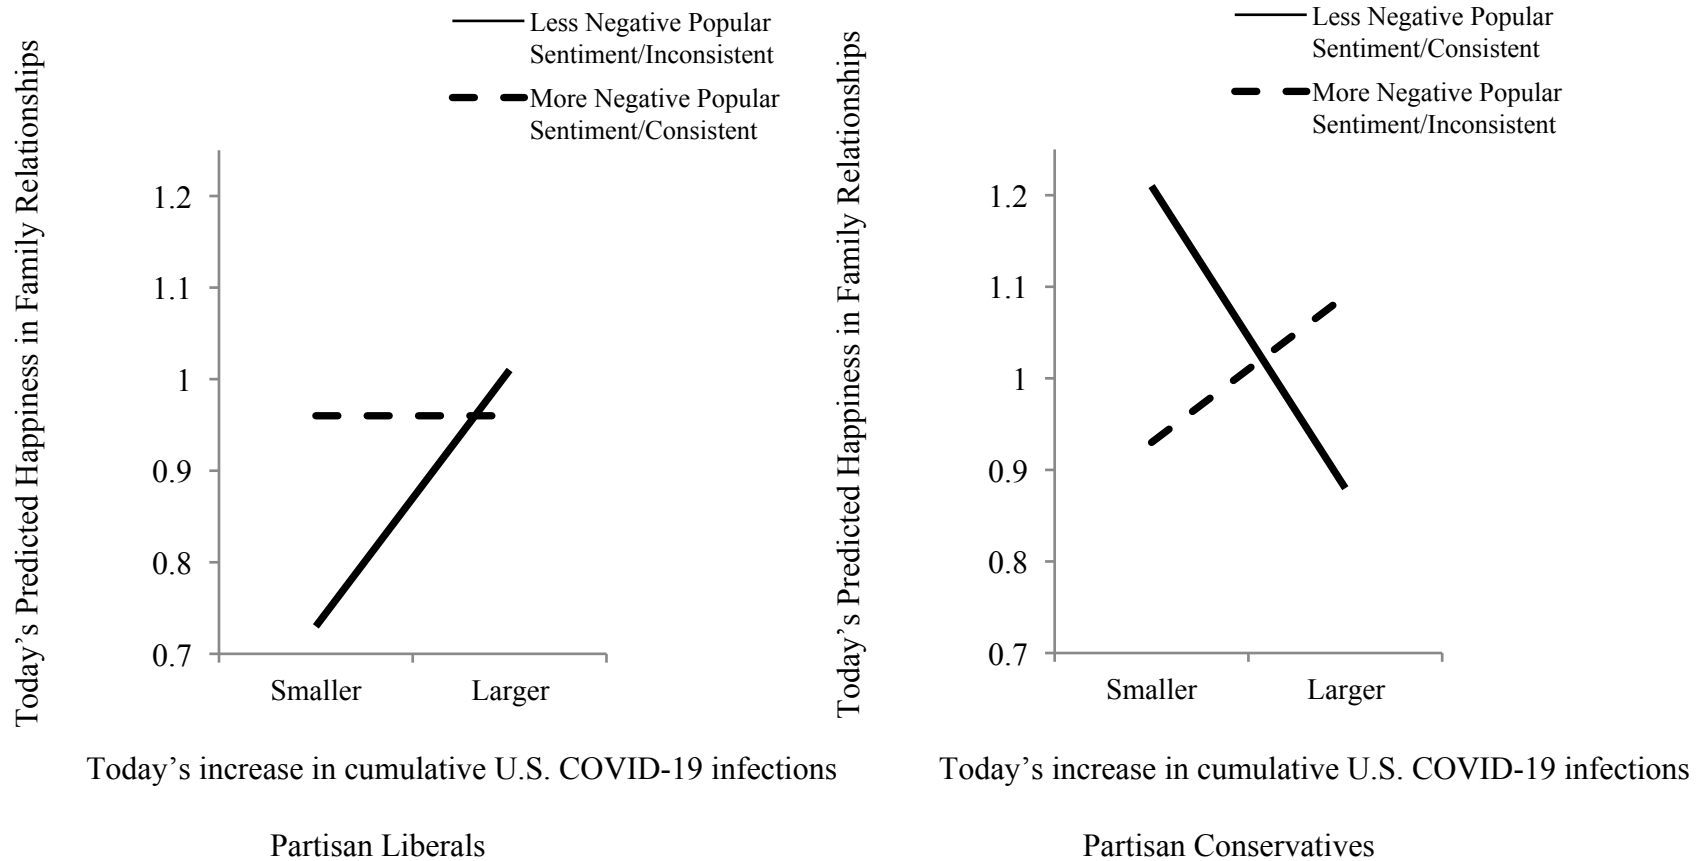 Less Negative Popular
Sentiment/Inconsistent
More Negative Popular
Sentiment/Consistent
Today’s Predicted Happiness in Family Relationships
1.2
1.1
1
0.9
0.8
0.7
Smaller
Larger
Today’s increase in cumulative U.S. COVID-19 infections
Partisan Liberals
Less Negative Popular
Sentiment/Consistent
More Negative Popular
Sentiment/Inconsistent
Today’s Predicted Happiness in Family Relationships
1.2
1.1
1
0.9
0.8
0.7
Smaller
Larger
Today’s increase in cumulative U.S. COVID-19 infections
Partisan Conservatives